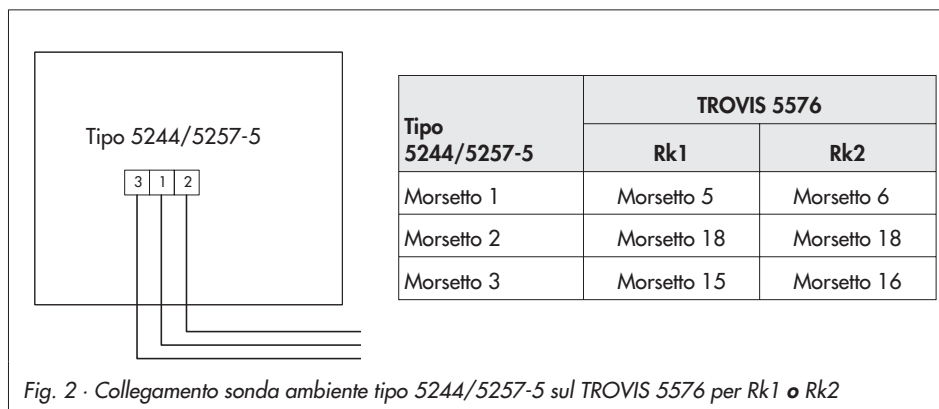 Tipo 5244/5257-5
3 1 2
Tipo
5244/5257-5
TROVIS 5576
Rk1 Rk2
Morsetto 1 Morsetto 5 Morsetto 6
Morsetto 2 Morsetto 18 Morsetto 18
Morsetto 3 Morsetto 15 Morsetto 16
Fig. 2 · Collegamento sonda ambiente tipo 5244/5257-5 sul TROVIS 5576 per Rk1 o Rk2